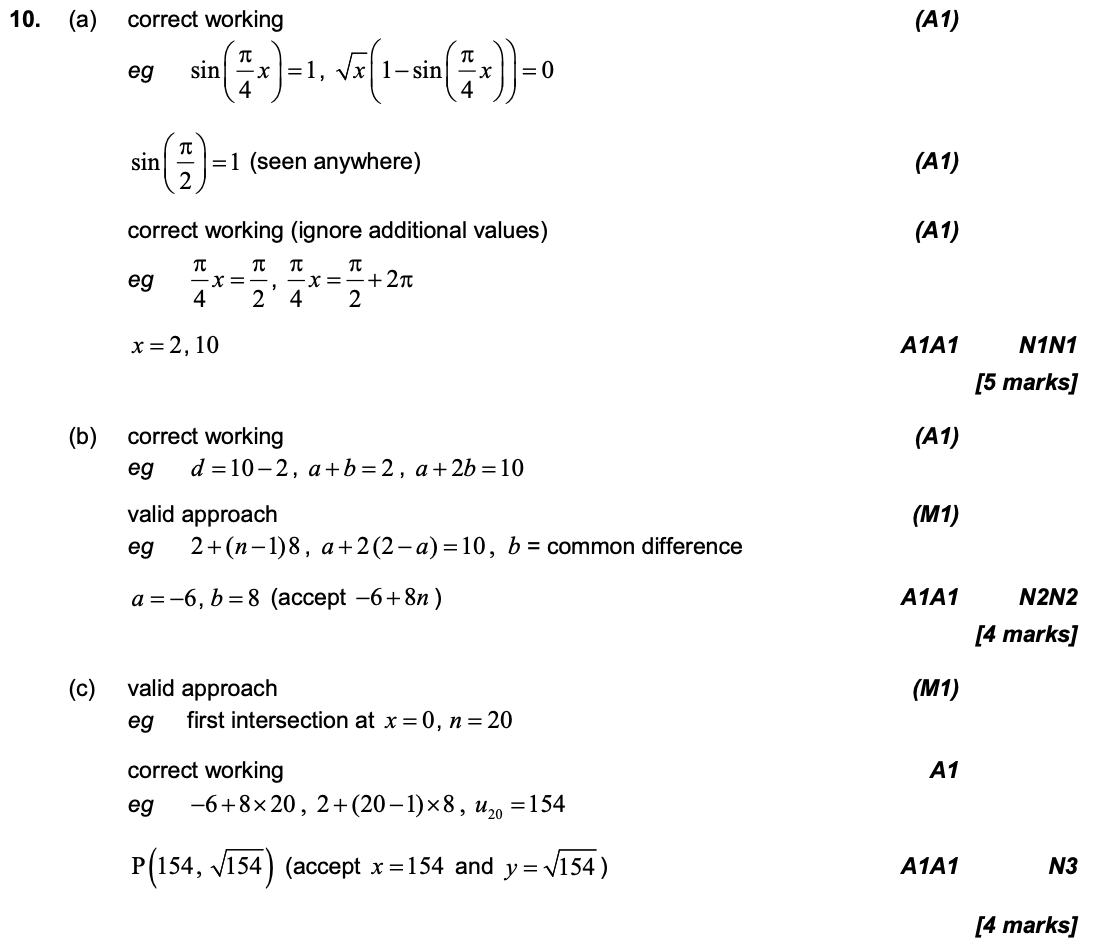 10. (a) correct working (A1)
eg sin(π/4 x) = 1, √x(1 − sin(π/4 x)) = 0
sin(π/2) = 1 (seen anywhere) (A1)
correct working (ignore additional values) (A1)
eg π/4 x = π/2, π/4 x = π/2 + 2π
x = 2, 10 A1A1 N1N1
[5 marks]
(b) correct working (A1)
eg d = 10 − 2, a + b = 2, a + 2b = 10
valid approach (M1)
eg 2 + (n − 1)8, a + 2(2 − a) = 10, b = common difference
a = −6, b = 8 (accept −6 + 8n) A1A1 N2N2
[4 marks]
(c) valid approach (M1)
eg first intersection at x = 0, n = 20
correct working A1
eg −6 + 8 × 20, 2 + (20 − 1) × 8, u₂₀ = 154
P(154, √154) (accept x = 154 and y = √154) A1A1 N3
[4 marks]